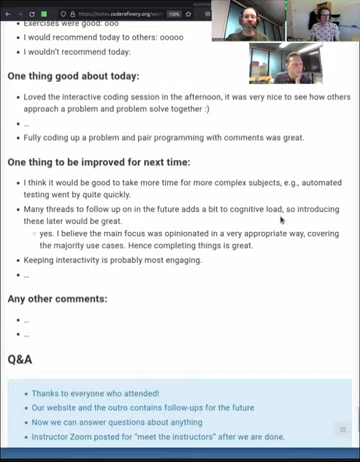 https://notes.coderefinery.org/
150%
Exercises were good: ooo
I would recommend today to others: ooooo
I wouldn't recommend today:
One thing good about today:
Loved the interactive coding session in the afternoon, it was very nice to see how others
approach a problem and problem solve together :)
..
Fully coding up a problem and pair programming with comments was great.
One thing to be improved for next time:
I think it would be good to take more time for more complex subjects, e.g., automated
testing went by quite quickly.
Many threads to follow up on in the future adds a bit to cognitive load, so introducing
these later would be great.
yes. I believe the main focus was opinionated in a very appropriate way, covering
the majority use cases. Hence completing things is great.
Keeping interactivity is probably most engaging.
..
Any other comments:
..
..
Q&A
Thanks to everyone who attended!
Our website and the outro contains follow-ups for the future
Now we can answer questions about anything
Instructor Zoom posted for "meet the instructors" after we are done.